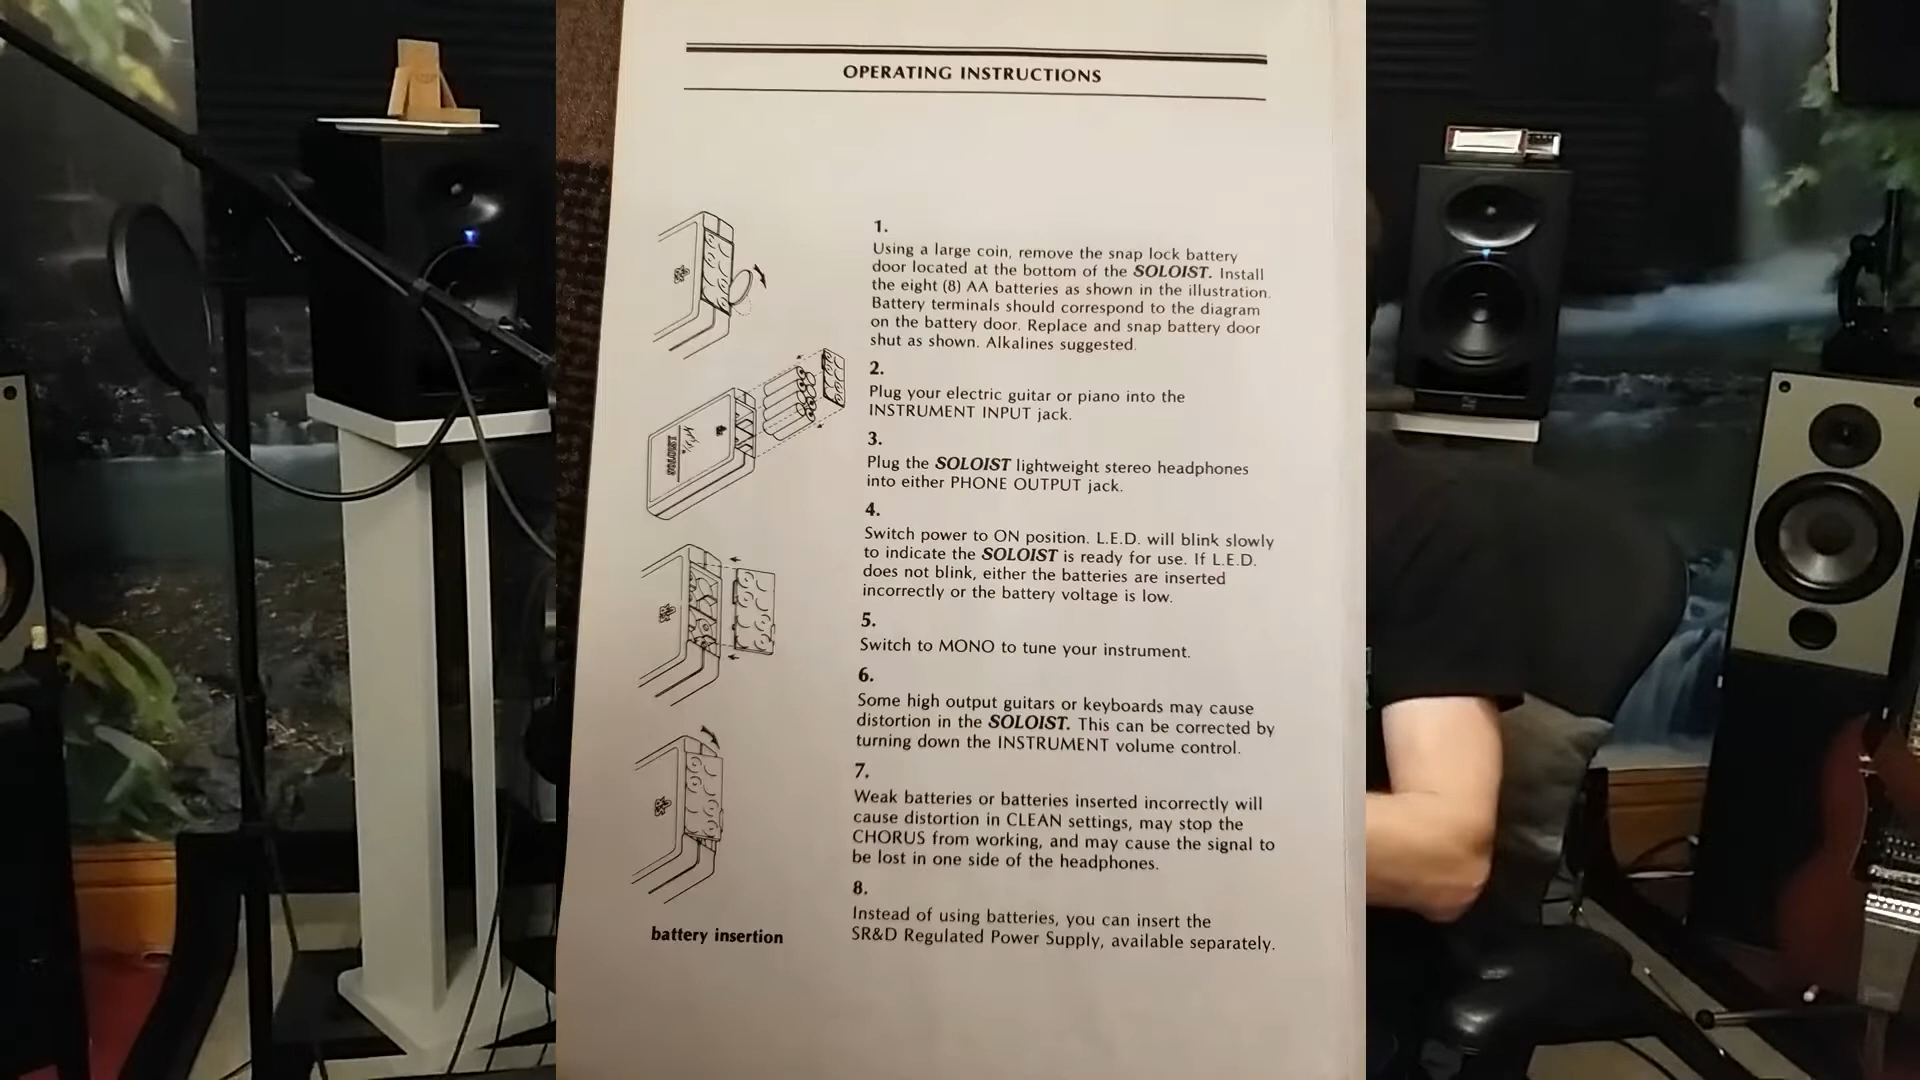 OPERATING INSTRUCTIONS
1.
Using a large coin, remove the snap lock battery
door located at the bottom of the SOLOIST. Install
the eight (8) AA batteries as shown in the illustration.
Battery terminals should correspond to the diagram
on the battery door. Replace and snap battery door
shut as shown. Alkalines suggested.
2.
Plug your electric guitar or piano into the
INSTRUMENT INPUT jack.
3.
Plug the SOLOIST lightweight stereo headphones
into either PHONE OUTPUT jack.
4.
Switch power to ON position. L.E.D. will blink slowly
to indicate the SOLOIST is ready for use. If L.E.D.
does not blink, either the batteries are inserted
incorrectly or the battery voltage is low.
5.
Switch to MONO to tune your instrument.
6.
Some high output guitars or keyboards may cause
distortion in the SOLOIST. This can be corrected by
turning down the INSTRUMENT volume control.
7.
Weak batteries or batteries inserted incorrectly will
cause distortion in CLEAN settings, may stop the
CHORUS from working, and may cause the signal to
be lost in one side of the headphones.
8.
Instead of using batteries, you can insert the
SR&D Regulated Power Supply, available separately.
SOLOIST
battery insertion